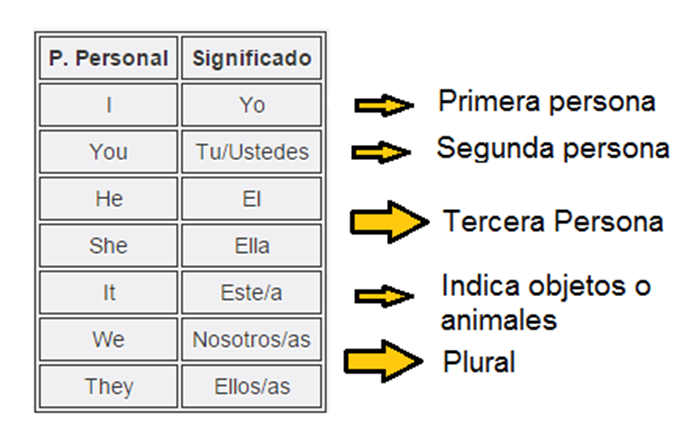 P. Personal Significado
I Yo
Primera persona
You Tu/Ustedes
Segunda persona
He El
Tercera Persona
She Ella
It Este/a
Indica objetos o
animales
We Nosotros/as
Plural
They Ellos/as